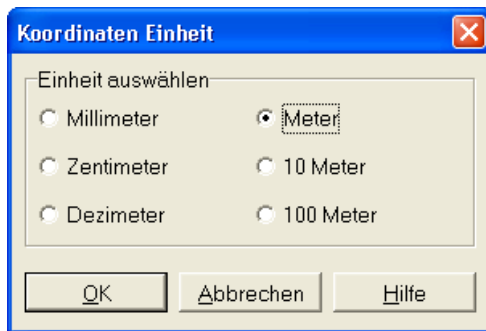 Koordinaten Einheit
Einheit auswählen
Millimeter
Meter
Zentimeter
10 Meter
Dezimeter
100 Meter
OK
Abbrechen
Hilfe